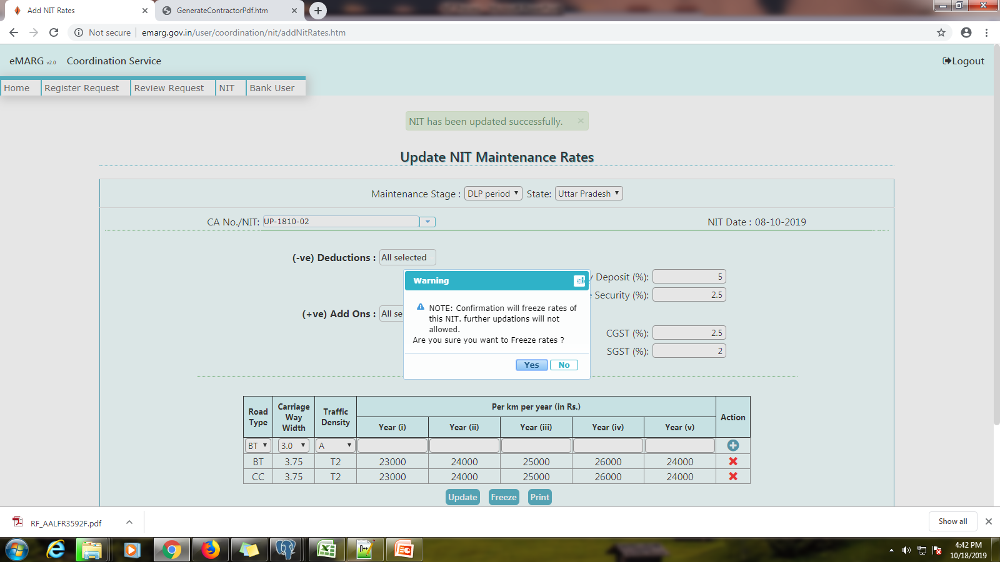 Add NIT Rates
GenerateContractorPdf.htm
Not secure
emarg.gov.in/user/coordination/nit/addNitRates.htm
eMARG v2.0 Coordination Service
Logout
Home Register Request Review Request NIT Bank User
NIT has been updated successfully.
Update NIT Maintenance Rates
Maintenance Stage : DLP period State: Uttar Pradesh
CA No./NIT: UP-1810-02
NIT Date : 08-10-2019
(-ve) Deductions : All selected
Deposit (%): 5
Security (%): 2.5
(+ve) Add Ons : All
CGST (%): 2.5
SGST (%): 2
Warning
NOTE: Confirmation will freeze rates of
this NIT. further updations will not
allowed.
Are you sure you want to Freeze rates ?
Yes No
Road Type Carriage Way Width Traffic Density Per km per year (in Rs.) Action
Year (i) Year (ii) Year (iii) Year (iv) Year (v)
BT 3.0 A
BT 3.75 T2 23000 24000 25000 26000 24000
CC 3.75 T2 23000 24000 25000 26000 24000
Update Freeze Print
RF_AALFR3592F.pdf
Show all
4:42 PM
10/18/2019